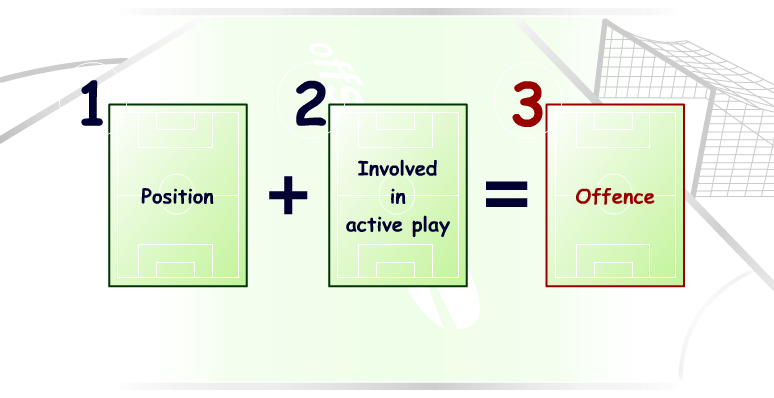 1
Position
+
2
Involved
in
active play
=
3
Offence